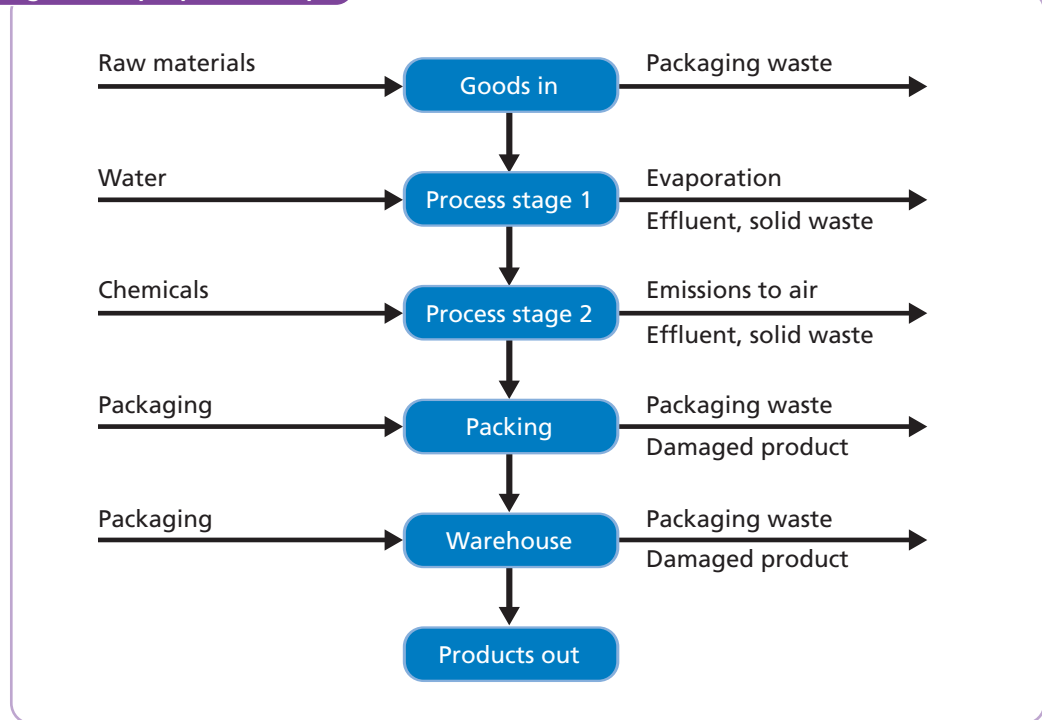 Raw materials
Goods in
Packaging waste
Water
Process stage 1
Evaporation
Effluent, solid waste
Chemicals
Process stage 2
Emissions to air
Effluent, solid waste
Packaging
Packing
Packaging waste
Damaged product
Packaging
Warehouse
Packaging waste
Damaged product
Products out